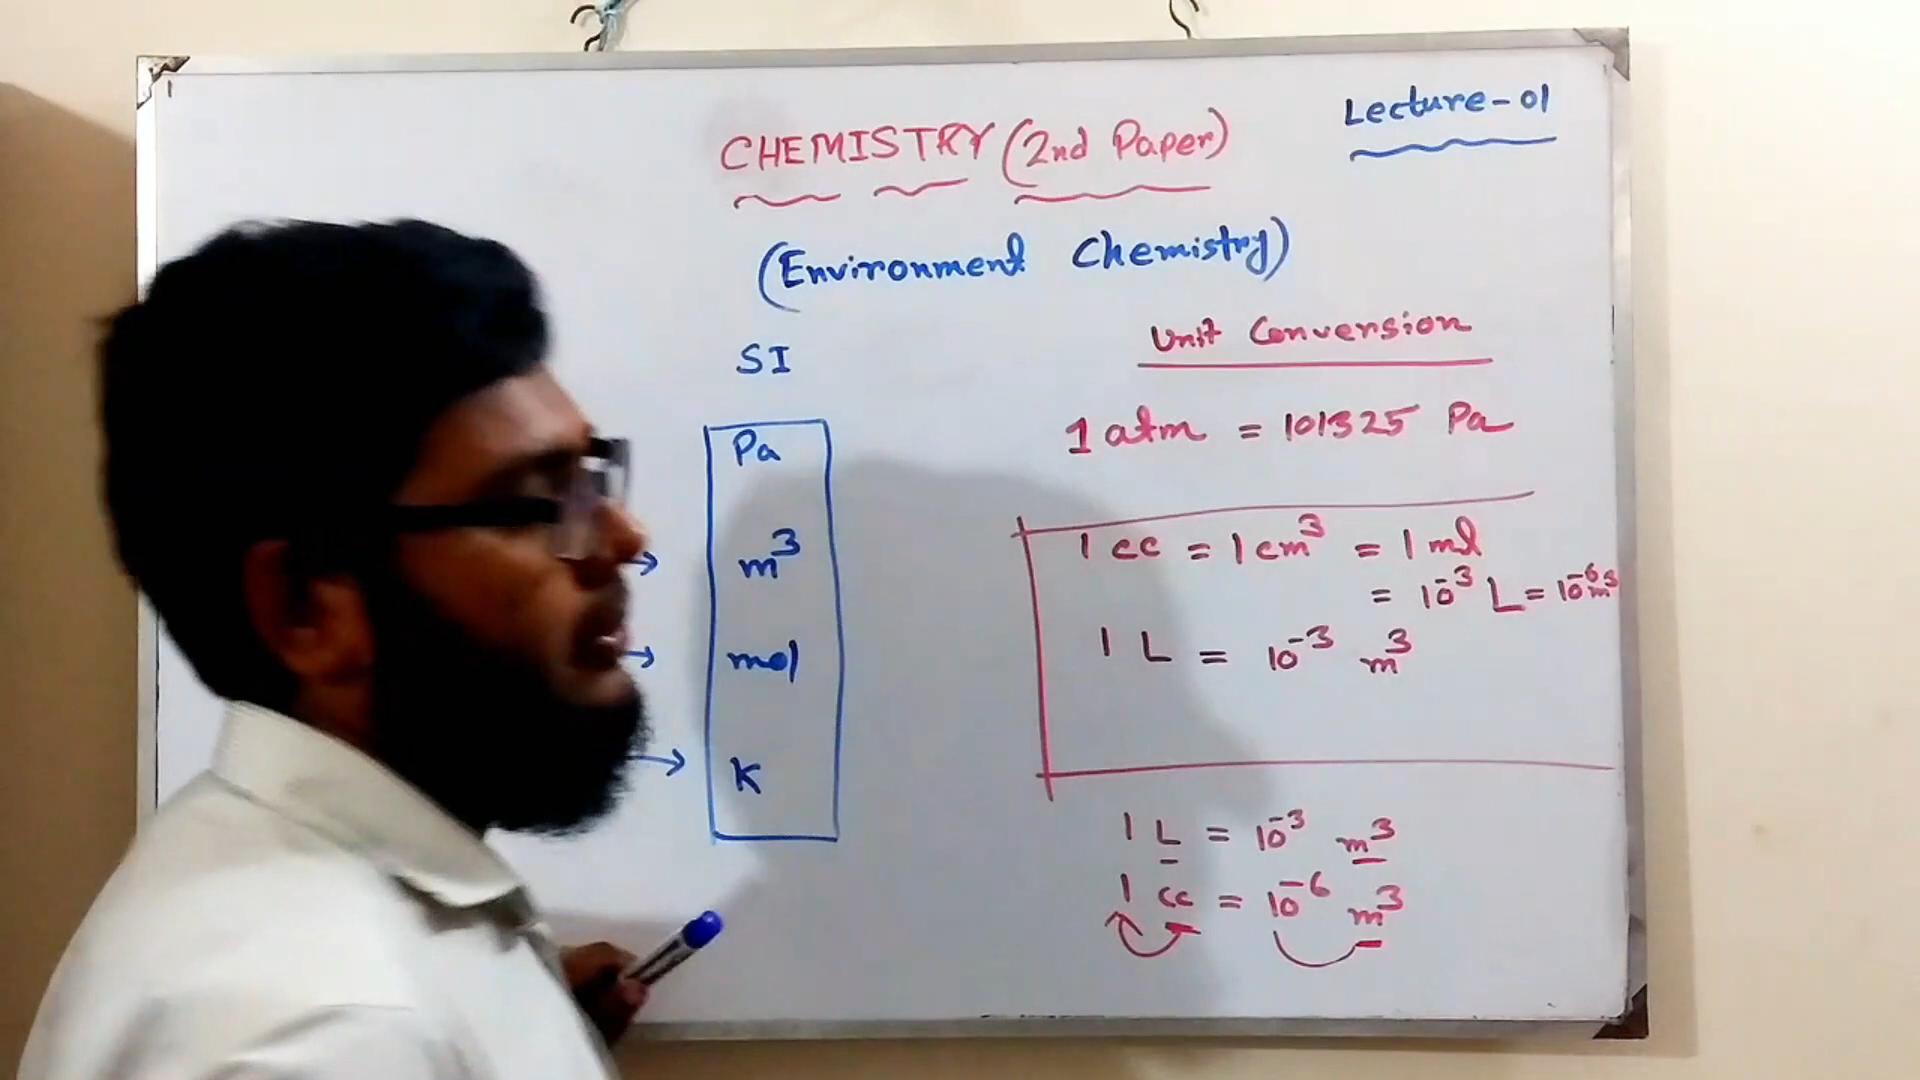 Lecture-01
CHEMISTRY (2nd Paper)
(Environment Chemistry)
SI
Pa
→ m³
→ mol
→ K
Unit Conversion
1 atm = 101325 Pa
1 cc = 1 cm³ = 1 ml
= 10⁻³ L = 10⁻⁶ m³
1 L = 10⁻³ m³
1 L = 10⁻³ m³
1 cc = 10⁻⁶ m³